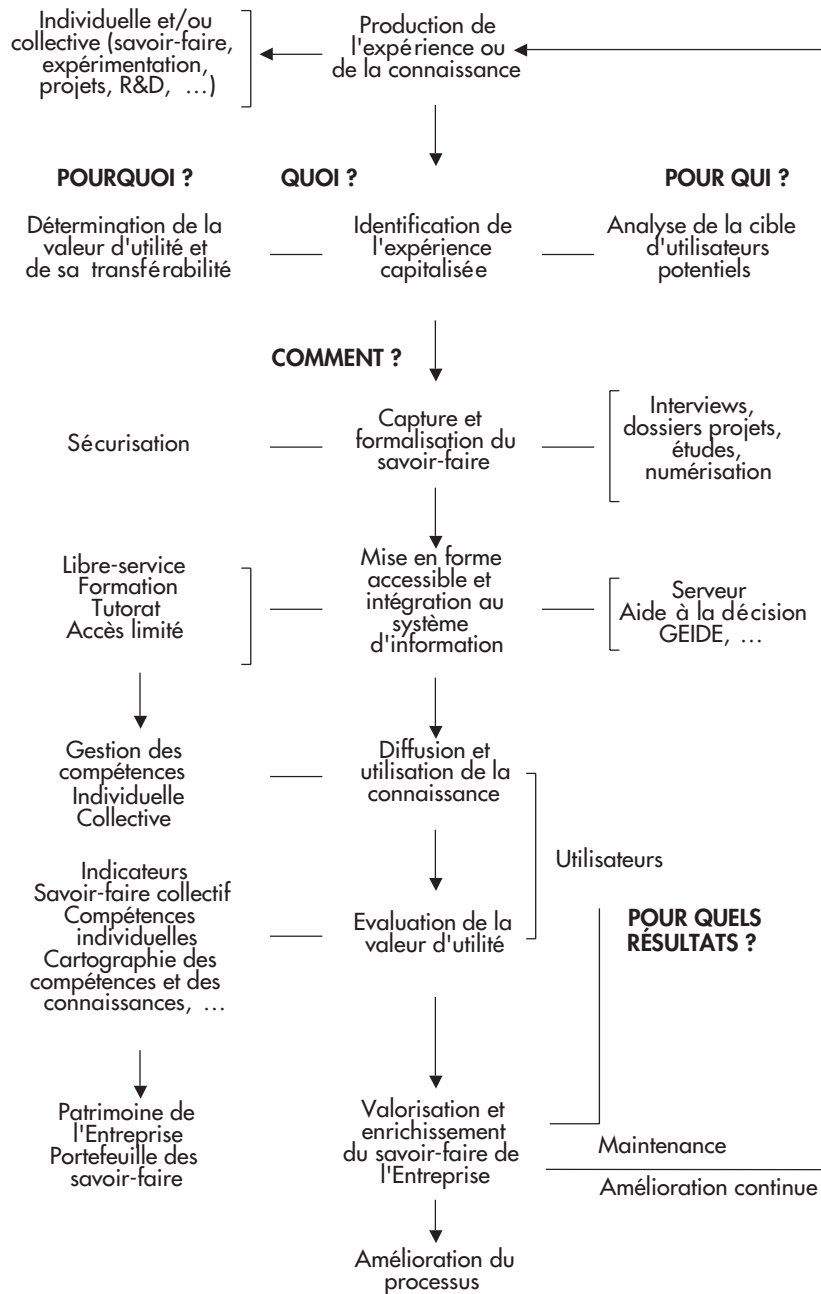 Individuelle et/ou
collective (savoir-faire,
expérimentation,
projets, R&D, …)
Production de
l'expérience ou
de la connaissance
POURQUOI ?
QUOI ?
POUR QUI ?
Détermination de la
valeur d'utilité et
de sa transférabilité
Identification de
l'expérience
capitalisée
Analyse de la cible
d'utilisateurs
potentiels
COMMENT ?
Sécurisation
Capture et
formalisation du
savoir-faire
Interviews,
dossiers projets,
études,
numérisation
Libre-service
Formation
Tutorat
Accès limité
Mise en forme
accessible et
intégration au
système
d'information
Serveur
Aide à la décision
GEIDE, …
Gestion des
compétences
Individuelle
Collective
Diffusion et
utilisation de la
connaissance
Utilisateurs
Indicateurs
Savoir-faire collectif
Compétences
individuelles
Cartographie des
compétences et des
connaissances, …
Evaluation de la
valeur d'utilité
POUR QUELS
RÉSULTATS ?
Patrimoine de
l'Entreprise
Portefeuille des
savoir-faire
Valorisation et
enrichissement
du savoir-faire de
l'Entreprise
Maintenance
Amélioration continue
Amélioration du
processus